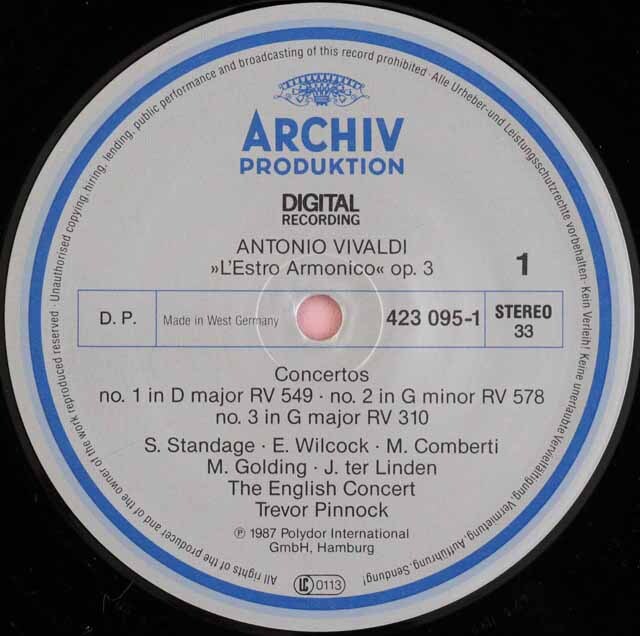 ARCHIV
PRODUKTION
DIGITAL
RECORDING
ANTONIO VIVALDI
»L'Estro Armonico« op. 3
1
D. P.
Made in West Germany
423 095-1
STEREO
33
Concertos
no. 1 in D major RV 549 · no. 2 in G minor RV 578
no. 3 in G major RV 310
S. Standage · E. Wilcock · M. Comberti
M. Golding · J. ter Linden
The English Concert
Trevor Pinnock
℗ 1987 Polydor International
GmbH, Hamburg
LC 0113
All rights of the producer and of the owner of the work reproduced reserved · Unauthorised copying, hiring, lending, public performance and broadcasting of this record prohibited · Alle Urheber- und Leistungsschutzrechte vorbehalten · Kein Verleih! Keine unerlaubte Vervielfältigung, Vermietung, Aufführung, Sendung!